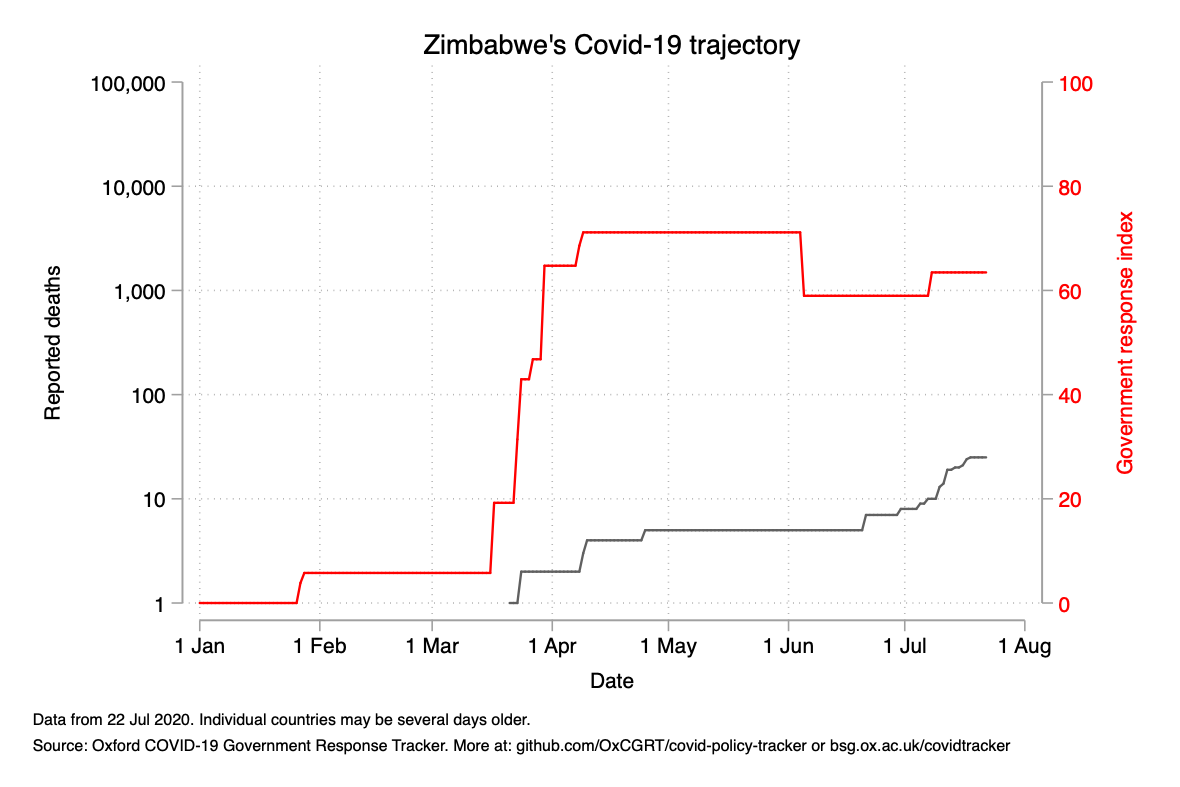 Zimbabwe's Covid-19 trajectory
100,000
10,000
1,000
100
10
1
Reported deaths
100
80
60
40
20
0
Government response index
1 Jan
1 Feb
1 Mar
1 Apr
1 May
1 Jun
1 Jul
1 Aug
Date
Data from 22 Jul 2020. Individual countries may be several days older.
Source: Oxford COVID-19 Government Response Tracker. More at: github.com/OxCGRT/covid-policy-tracker or bsg.ox.ac.uk/covidtracker